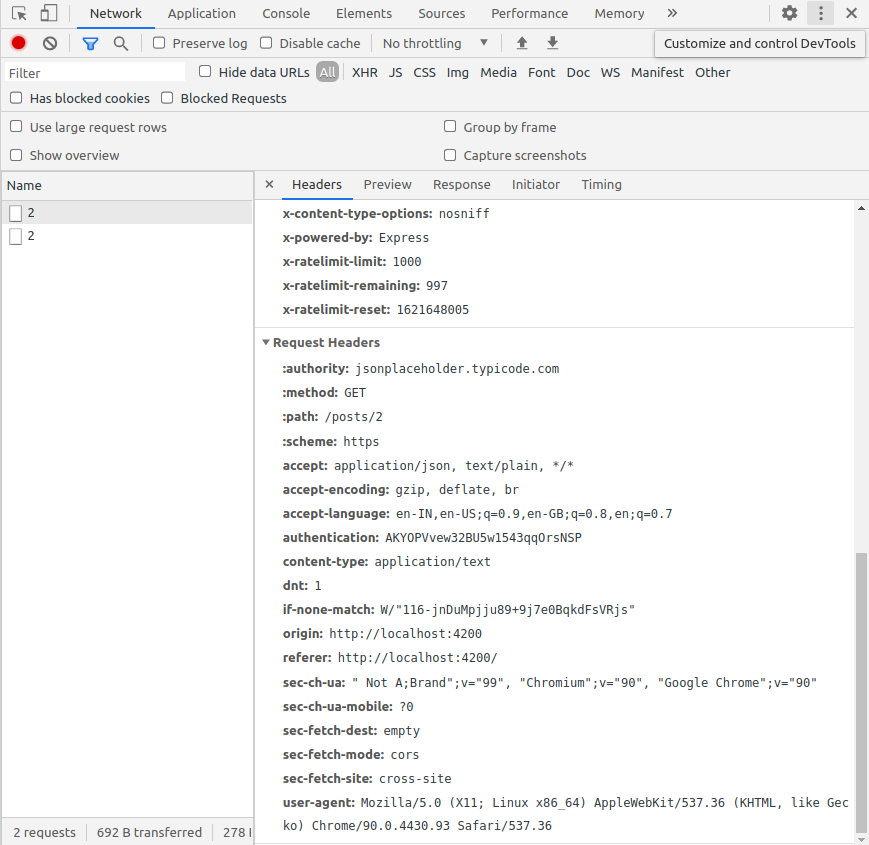 Network Application Console Elements Sources Performance Memory »
Preserve log Disable cache No throttling
Customize and control DevTools
Filter Hide data URLs All XHR JS CSS Img Media Font Doc WS Manifest Other
Has blocked cookies Blocked Requests
Use large request rows Group by frame
Show overview Capture screenshots
Name
2
2
× Headers Preview Response Initiator Timing
x-content-type-options: nosniff
x-powered-by: Express
x-ratelimit-limit: 1000
x-ratelimit-remaining: 997
x-ratelimit-reset: 1621648005
Request Headers
:authority: jsonplaceholder.typicode.com
:method: GET
:path: /posts/2
:scheme: https
accept: application/json, text/plain, */*
accept-encoding: gzip, deflate, br
accept-language: en-IN,en-US;q=0.9,en-GB;q=0.8,en;q=0.7
authentication: AKYOPVvew32BU5w1543qqOrsNSP
content-type: application/text
dnt: 1
if-none-match: W/"116-jnDuMpjju89+9j7e0BqkdFsVRjs"
origin: http://localhost:4200
referer: http://localhost:4200/
sec-ch-ua: " Not A;Brand";v="99", "Chromium";v="90", "Google Chrome";v="90"
sec-ch-ua-mobile: ?0
sec-fetch-dest: empty
sec-fetch-mode: cors
sec-fetch-site: cross-site
user-agent: Mozilla/5.0 (X11; Linux x86_64) AppleWebKit/537.36 (KHTML, like Gec
ko) Chrome/90.0.4430.93 Safari/537.36
2 requests 692 B transferred 278